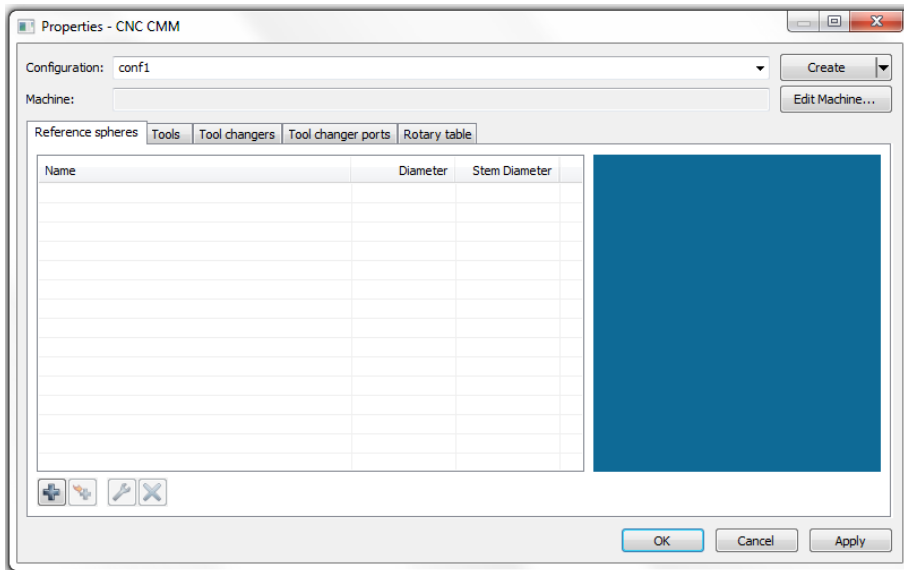 Properties - CNC CMM
Configuration: conf1 Create
Machine: Edit Machine...
Reference spheres Tools Tool changers Tool changer ports Rotary table
Name Diameter Stem Diameter
OK Cancel Apply